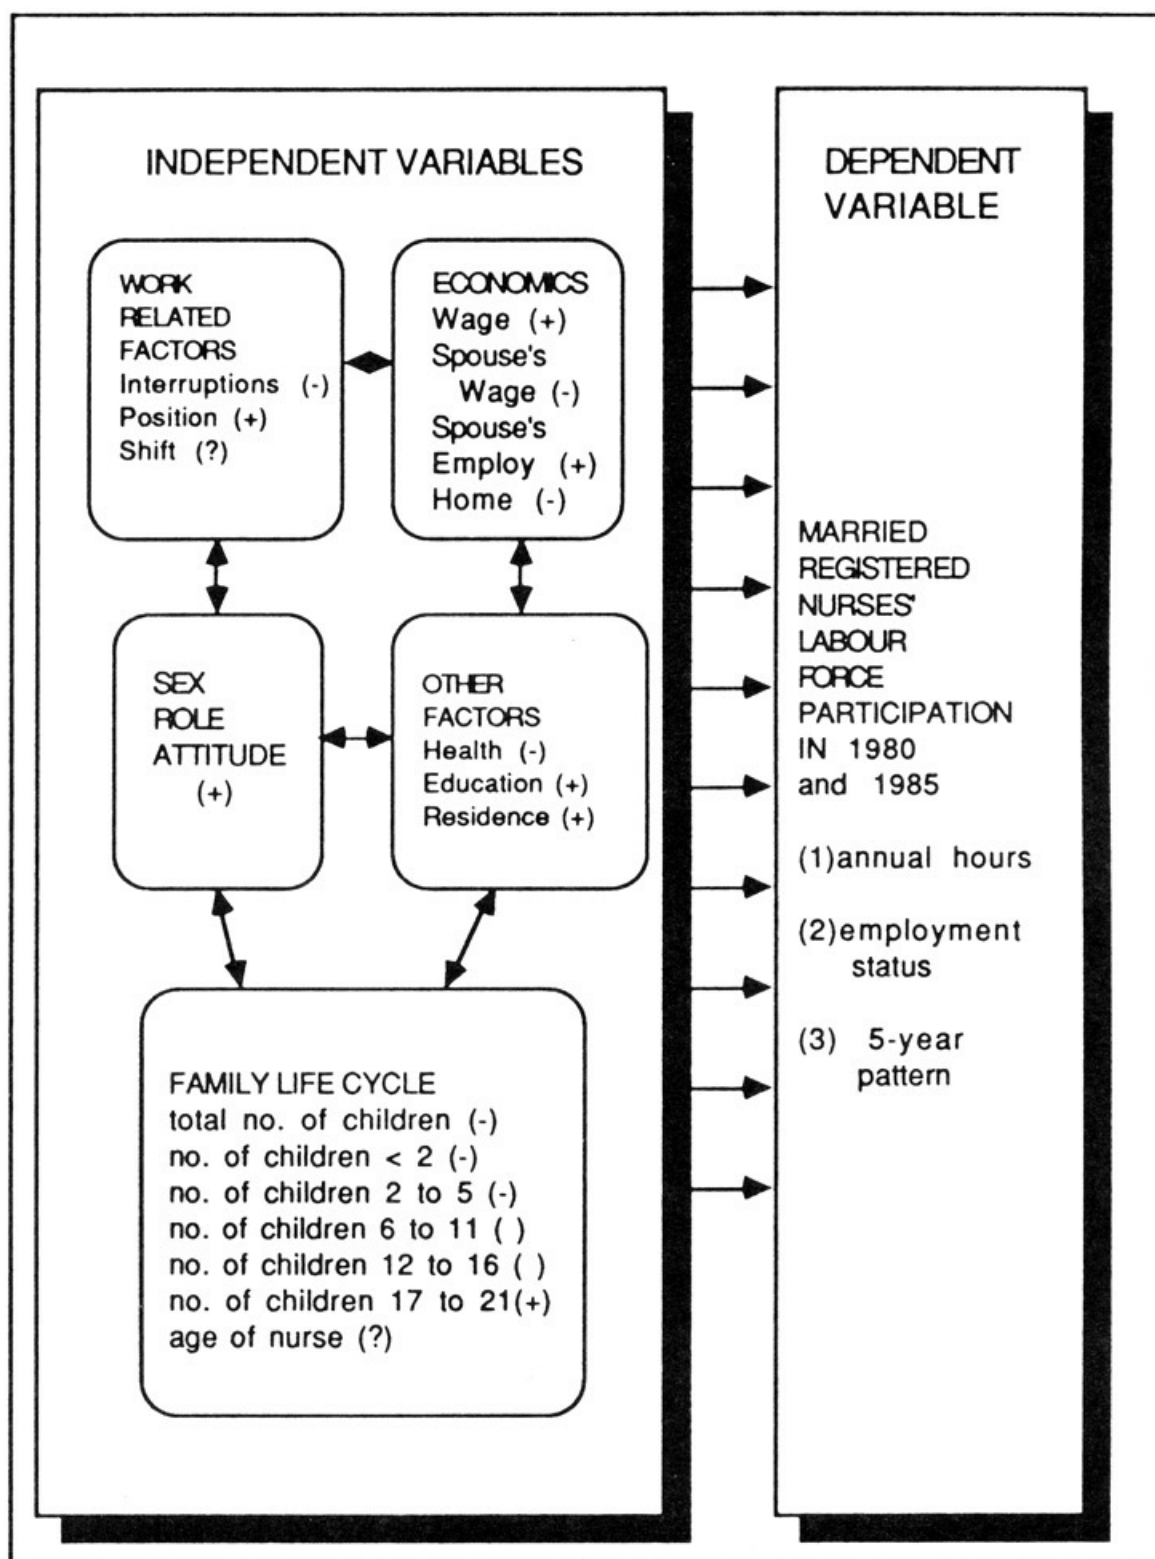 INDEPENDENT VARIABLES
WORK
RELATED
FACTORS
Interruptions (-)
Position (+)
Shift (?)
ECONOMICS
Wage (+)
Spouse's
Wage (-)
Spouse's
Employ (+)
Home (-)
SEX
ROLE
ATTITUDE
(+)
OTHER
FACTORS
Health (-)
Education (+)
Residence (+)
FAMILY LIFE CYCLE
total no. of children (-)
no. of children < 2 (-)
no. of children 2 to 5 (-)
no. of children 6 to 11 ( )
no. of children 12 to 16 ( )
no. of children 17 to 21(+)
age of nurse (?)
DEPENDENT
VARIABLE
MARRIED
REGISTERED
NURSES'
LABOUR
FORCE
PARTICIPATION
IN 1980
and 1985
(1)annual hours
(2)employment
status
(3) 5-year
pattern